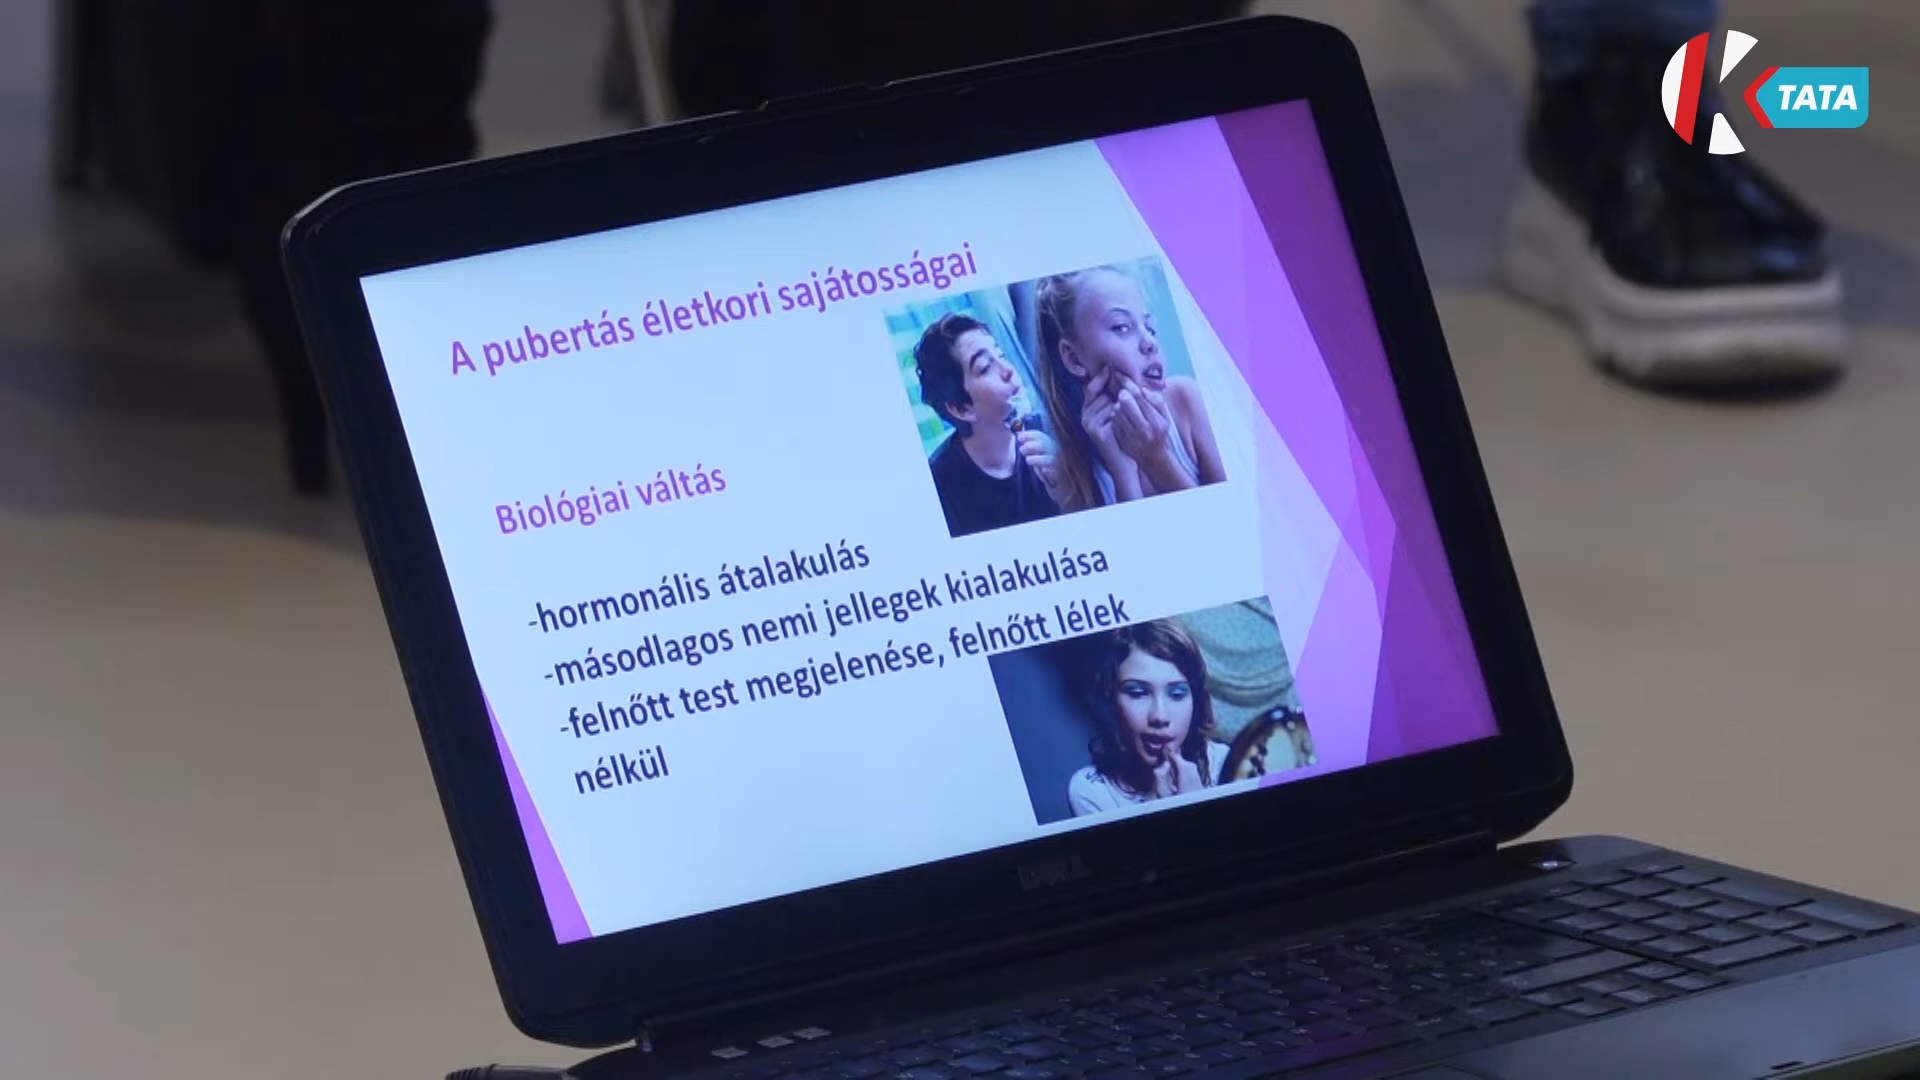 TATA
A pubertás életkori sajátosságai
Biológiai váltás
-hormonális átalakulás
-másodlagos nemi jellegek kialakulása
-felnőtt test megjelenése, felnőtt lélek
nélkül
DELL